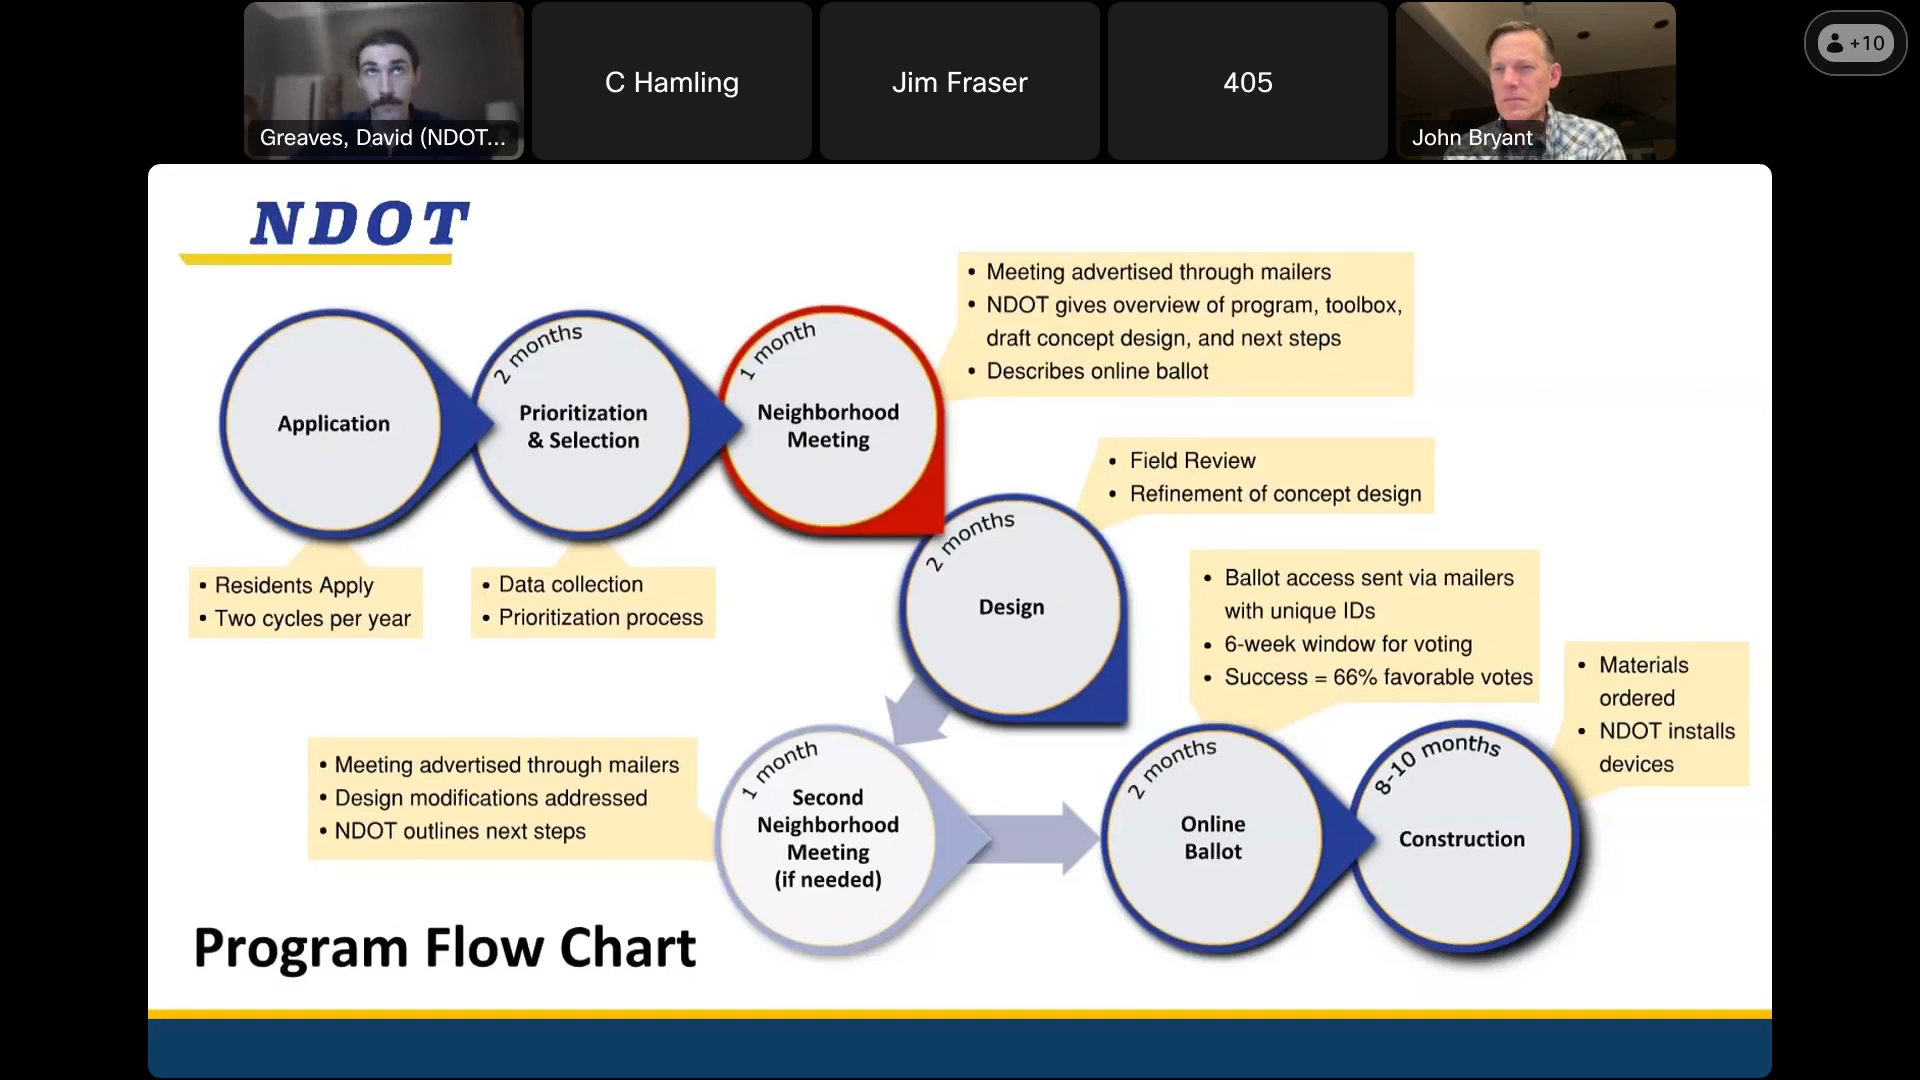 Greaves, David (NDOT...
C Hamling
Jim Fraser
405
John Bryant
+10
NDOT
• Meeting advertised through mailers
• NDOT gives overview of program, toolbox,
draft concept design, and next steps
• Describes online ballot
Application
2 months
Prioritization
& Selection
1 month
Neighborhood
Meeting
• Field Review
• Refinement of concept design
• Residents Apply
• Two cycles per year
• Data collection
• Prioritization process
2 months
Design
• Ballot access sent via mailers
with unique IDs
• 6-week window for voting
• Success = 66% favorable votes
• Materials
ordered
• NDOT installs
devices
• Meeting advertised through mailers
• Design modifications addressed
• NDOT outlines next steps
1 month
Second
Neighborhood
Meeting
(if needed)
2 months
Online
Ballot
8-10 months
Construction
Program Flow Chart